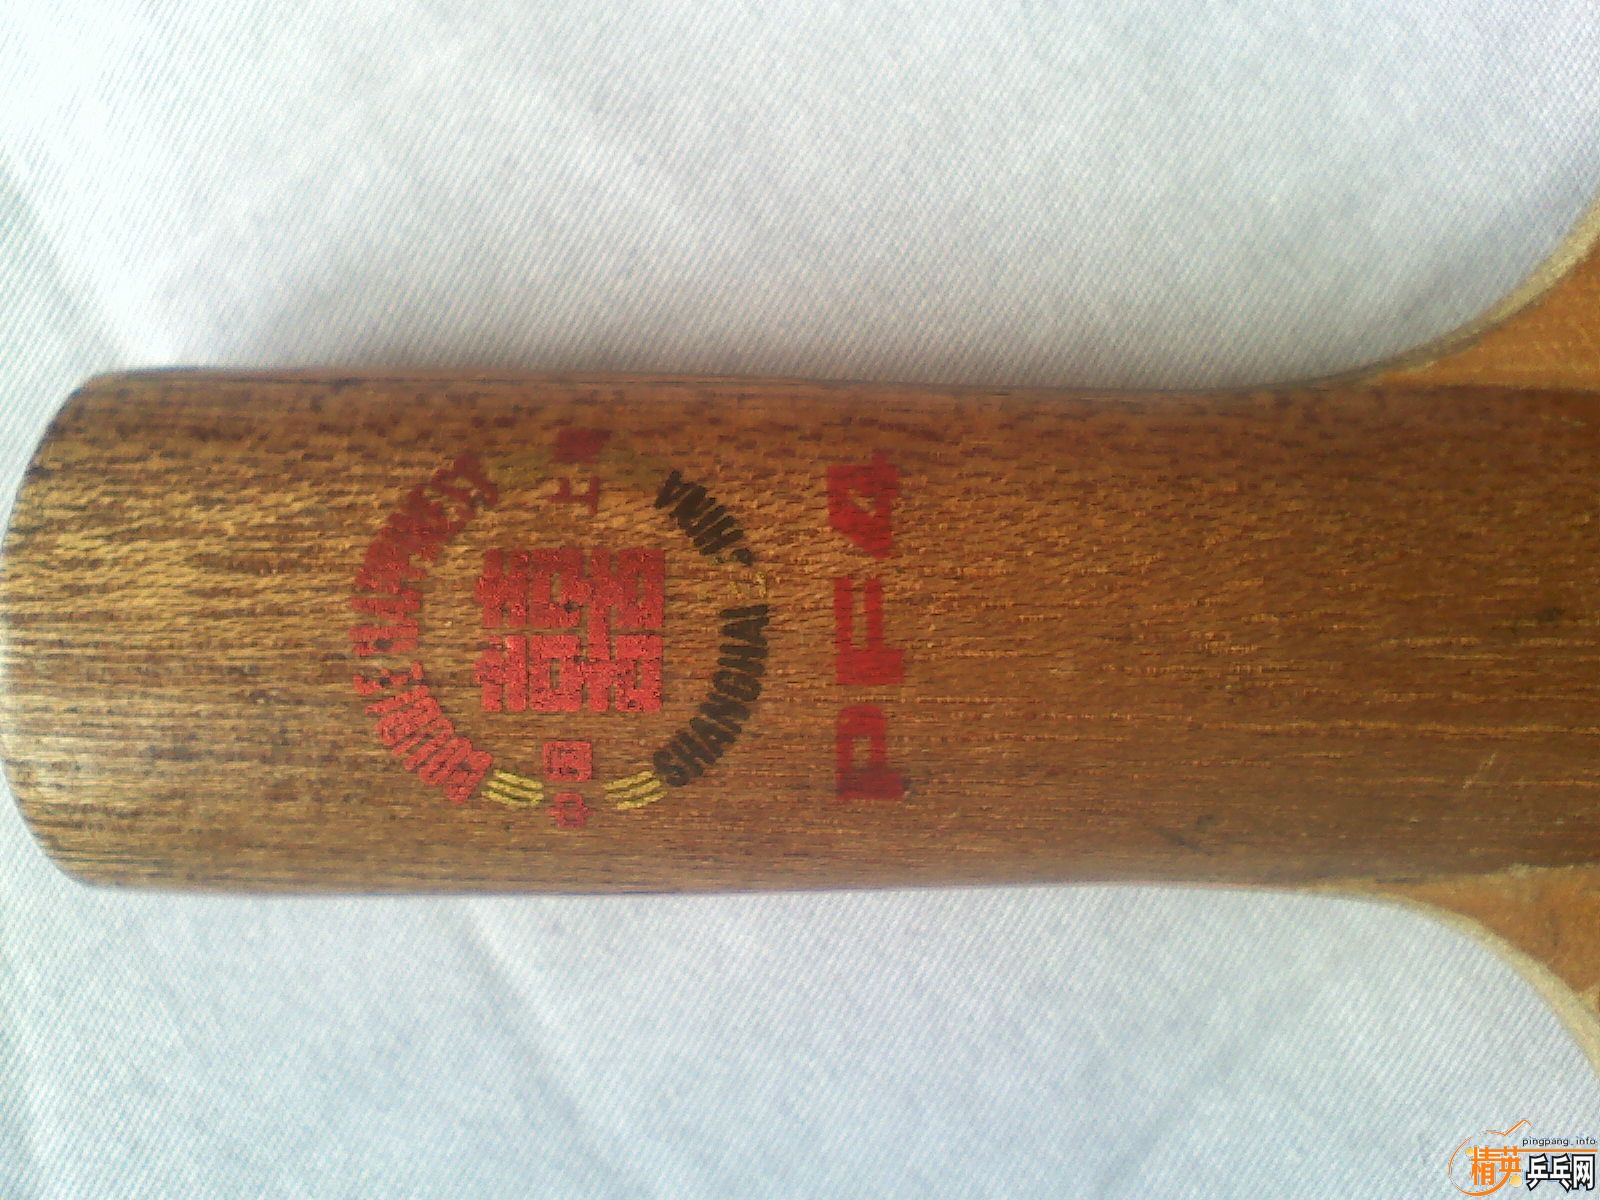 DOUBLE HAPPINESS
中国 囍 上海
SHANGHAI CHINA
PF4
pingpang.info
精英乒乓网